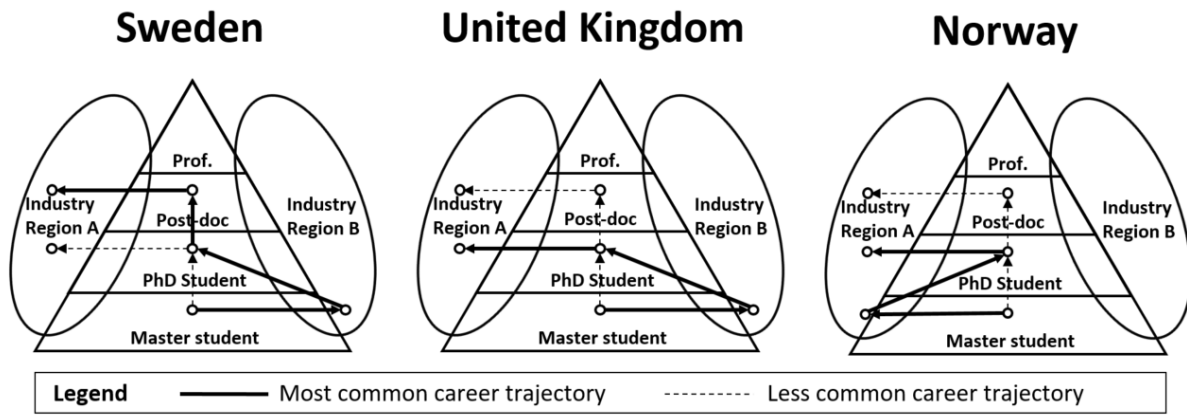 Sweden
Prof.
Industry
Region A
Post-doc
Industry
Region B
PhD Student
Master student
United Kingdom
Prof.
Industry
Region A
Post-doc
Industry
Region B
PhD Student
Master student
Norway
Prof.
Industry
Region A
Post-doc
Industry
Region B
PhD Student
Master student
Legend
Most common career trajectory
Less common career trajectory